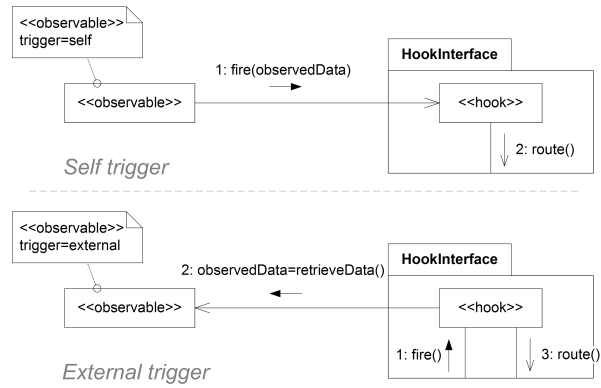 <<observable>>
trigger=self
1: fire(observedData)
HookInterface
<<observable>>
<<hook>>
2: route()
Self trigger
<<observable>>
trigger=external
2: observedData=retrieveData()
HookInterface
<<observable>>
<<hook>>
1: fire()
3: route()
External trigger